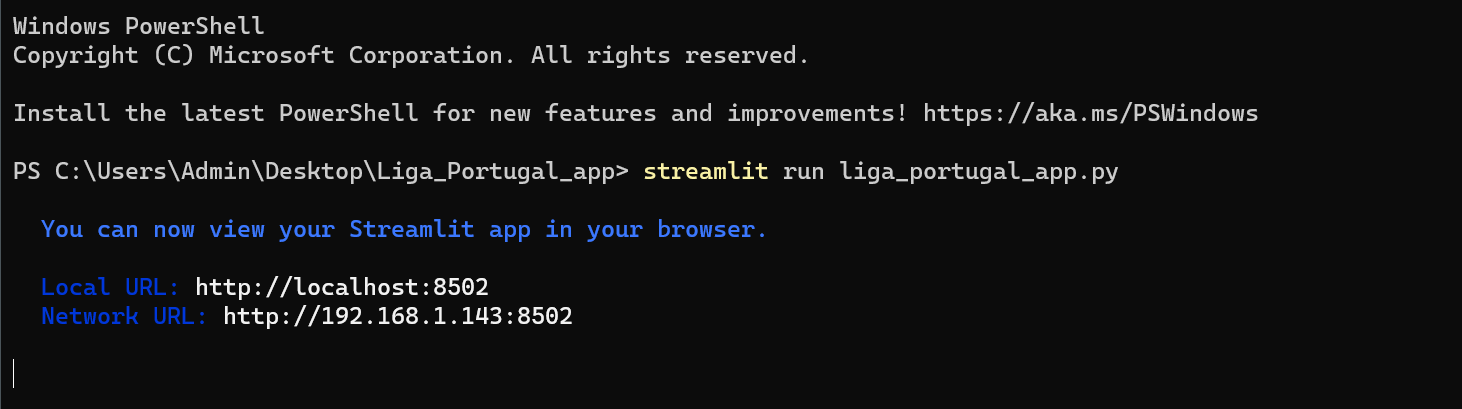 Windows PowerShell
Copyright (C) Microsoft Corporation. All rights reserved.
Install the latest PowerShell for new features and improvements! https://aka.ms/PSWindows
PS C:\Users\Admin\Desktop\Liga_Portugal_app> streamlit run liga_portugal_app.py
You can now view your Streamlit app in your browser.
Local URL: http://localhost:8502
Network URL: http://192.168.1.143:8502